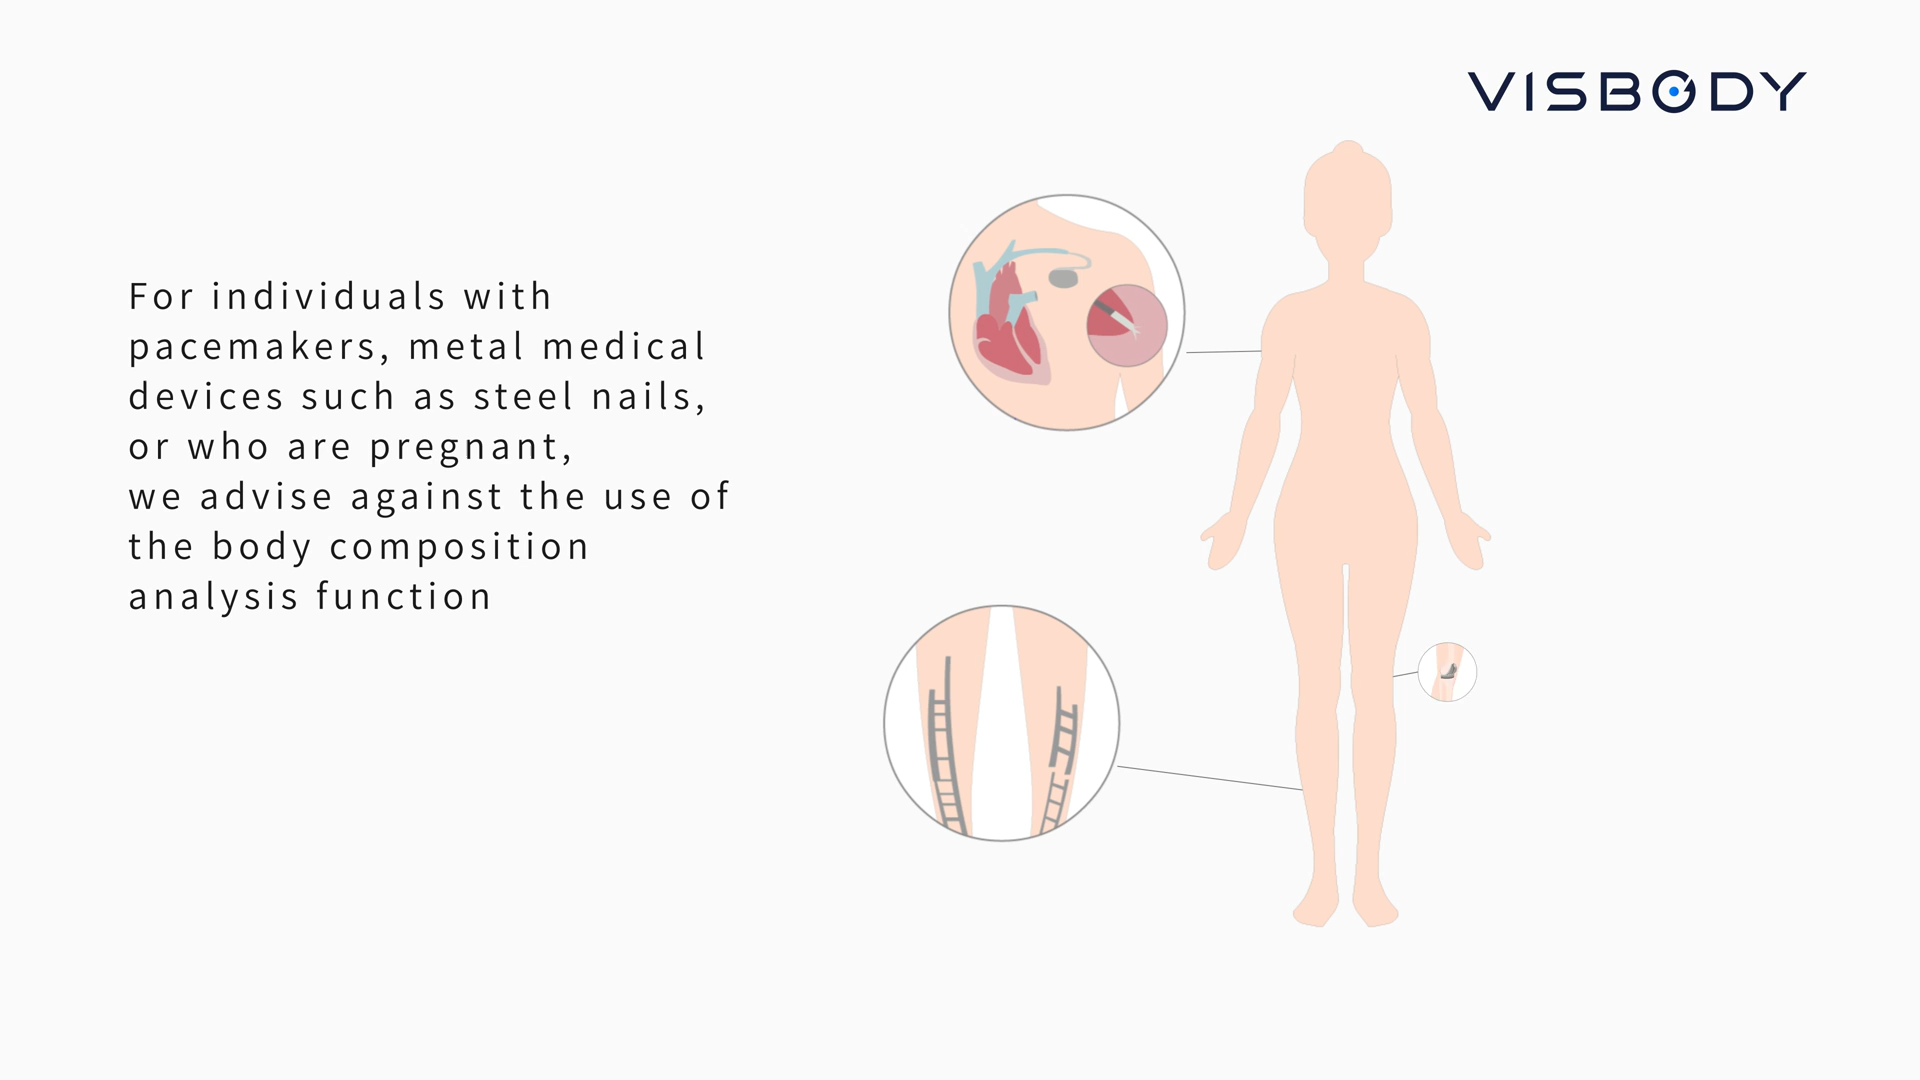 VISBODY
For individuals with
pacemakers, metal medical
devices such as steel nails,
or who are pregnant,
we advise against the use of
the body composition
analysis function